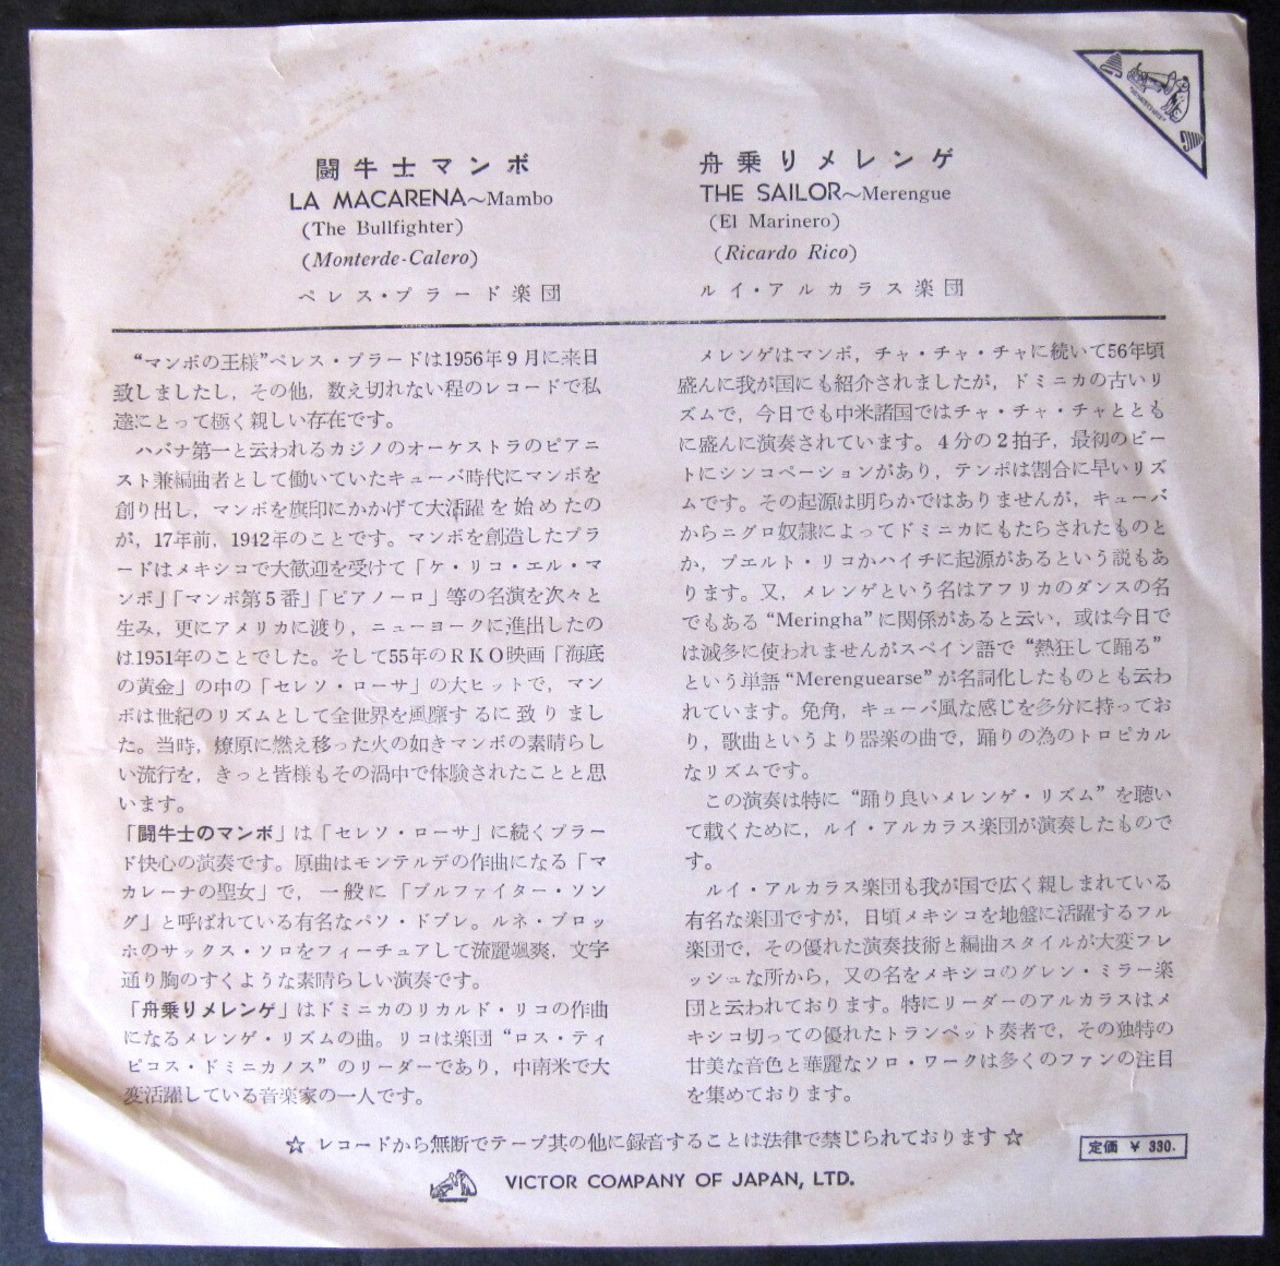 闘牛士マンボ
LA MACARENA～Mambo
(The Bullfighter)
(Monterde-Calero)
ペレス・プラード楽団
舟乗りメレンゲ
THE SAILOR～Merengue
(El Marinero)
(Ricardo Rico)
ルイ・アルカラス楽団
“マンボの王様”ペレス・プラードは1956年9月に来日
致しましたし，その他，数え切れない程のレコードで私
達にとって極く親しい存在です。
ハバナ第一と云われるカジノのオーケストラのピアニ
スト兼編曲者として働いていたキューバ時代にマンボを
創り出し，マンボを旗印にかかげて大活躍を始めたの
が，17年前，1942年のことです。マンボを創造したプラ
ードはメキシコで大歓迎を受けて「ケ・リコ・エル・マ
ンボ」「マンボ第5番」「ピアノーロ」等の名演を次々と
生み，更にアメリカに渡り，ニューヨークに進出したの
は1951年のことでした。そして55年のRKO映画「海底
の黄金」の中の「セレソ・ローサ」の大ヒットで，マン
ボは世紀のリズムとして全世界を風靡するに致りまし
た。当時，燎原に燃え移った火の如きマンボの素晴らし
い流行を，きっと皆様もその渦中で体験されたことと思
います。
「闘牛士のマンボ」は「セレソ・ローサ」に続くプラー
ド快心の演奏です。原曲はモンテルデの作曲になる「マ
カレーナの聖女」で，一般に「ブルファイター・ソン
グ」と呼ばれている有名なパソ・ドブレ。ルネ・ブロッ
ホのサックス・ソロをフィーチュアして流麗颯爽，文字
通り胸のすくような素晴らしい演奏です。
「舟乗りメレンゲ」はドミニカのリカルド・リコの作曲
になるメレンゲ・リズムの曲。リコは楽団“ロス・ティ
ピコス・ドミニカノス”のリーダーであり，中南米で大
変活躍している音楽家の一人です。
メレンゲはマンボ，チャ・チャ・チャに続いて56年頃
盛んに我が国にも紹介されましたが，ドミニカの古いリ
ズムで，今日でも中米諸国ではチャ・チャ・チャととも
に盛んに演奏されています。4分の2拍子，最初のビー
トにシンコペーションがあり，テンポは割合に早いリズ
ムです。その起源は明らかではありませんが，キューバ
からニグロ奴隷によってドミニカにもたらされたものと
か，プエルト・リコかハイチに起源があるという説もあ
ります。又，メレンゲという名はアフリカのダンスの名
でもある“Meringha”に関係があると云い，或は今日で
は滅多に使われませんがスペイン語で“熱狂して踊る”
という単語“Merenguearse”が名詞化したものとも云わ
れています。兎角，キューバ風な感じを多分に持ってお
り，歌曲というより器楽の曲で，踊りの為のトロピカル
なリズムです。
この演奏は特に“踊り良いメレンゲ・リズム”を聴い
て戴くために，ルイ・アルカラス楽団が演奏したもので
す。
ルイ・アルカラス楽団も我が国で広く親しまれている
有名な楽団ですが，日頃メキシコを地盤に活躍するフル
楽団で，その優れた演奏技術と編曲スタイルが大変フレ
ッシュな所から，又の名をメキシコのグレン・ミラー楽
団と云われております。特にリーダーのアルカラスはメ
キシコ切っての優れたトランペット奏者で，その独特の
甘美な音色と華麗なソロ・ワークは多くのファンの注目
を集めております。
☆ レコードから無断でテープ其の他に録音することは法律で禁じられております ☆
定価 ¥ 330.
VICTOR COMPANY OF JAPAN, LTD.